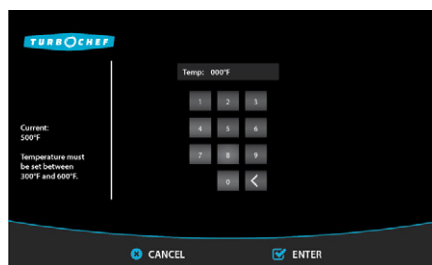 TURBOCHEF
Temp: 000°F
1 2 3
Current:
500°F
4 5 6
Temperature must
be set between
300°F and 600°F.
7 8 9
0 <
CANCEL
ENTER